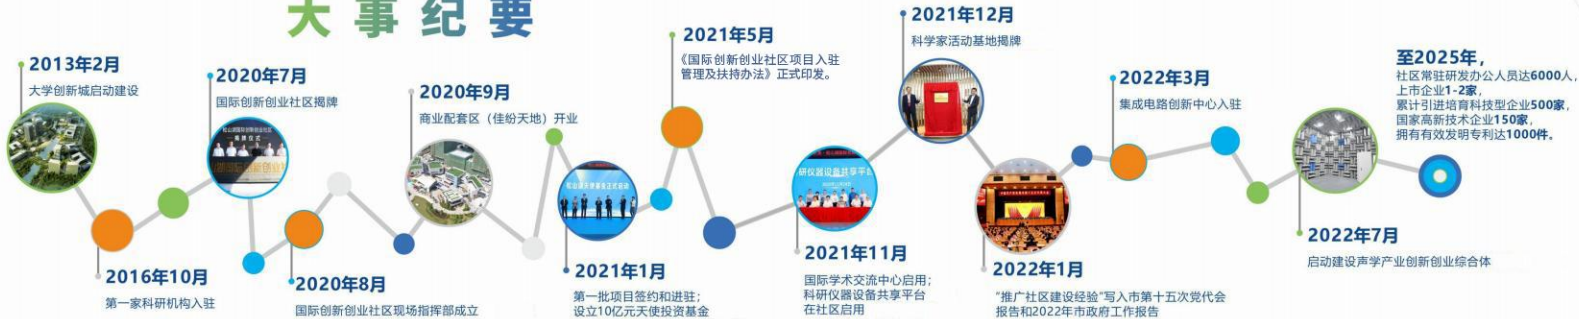 大事纪要
2013年2月
大学创新城启动建设
2016年10月
第一家科研机构入驻
2020年7月
国际创新创业社区揭牌
2020年8月
国际创新创业社区现场指挥部成立
2020年9月
商业配套区（佳纷天地）开业
2021年1月
第一批项目签约和进驻；
设立10亿元天使投资基金
2021年5月
《国际创新创业社区项目入驻
管理及扶持办法》正式印发。
2021年11月
国际学术交流中心启用；
科研仪器设备共享平台
在社区启用
2021年12月
科学家活动基地揭牌
2022年1月
“推广社区建设经验”写入市第十五次党代会
报告和2022年市政府工作报告
2022年3月
集成电路创新中心入驻
2022年7月
启动建设声学产业创新创业综合体
至2025年，
社区常驻研发办公人员达6000人，
上市企业1-2家，
累计引进培育科技型企业500家，
国家高新技术企业150家，
拥有有效发明专利达1000件。